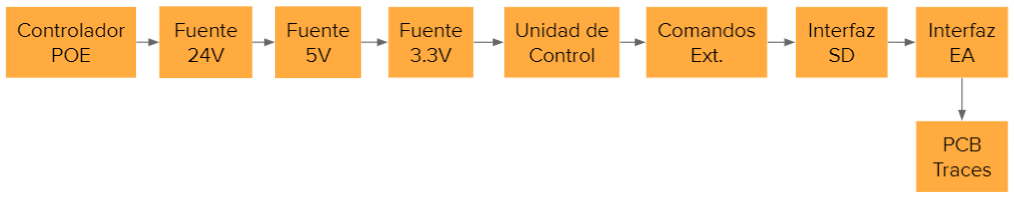 Controlador
POE
Fuente
24V
Fuente
5V
Fuente
3.3V
Unidad de
Control
Comandos
Ext.
Interfaz
SD
Interfaz
EA
PCB
Traces